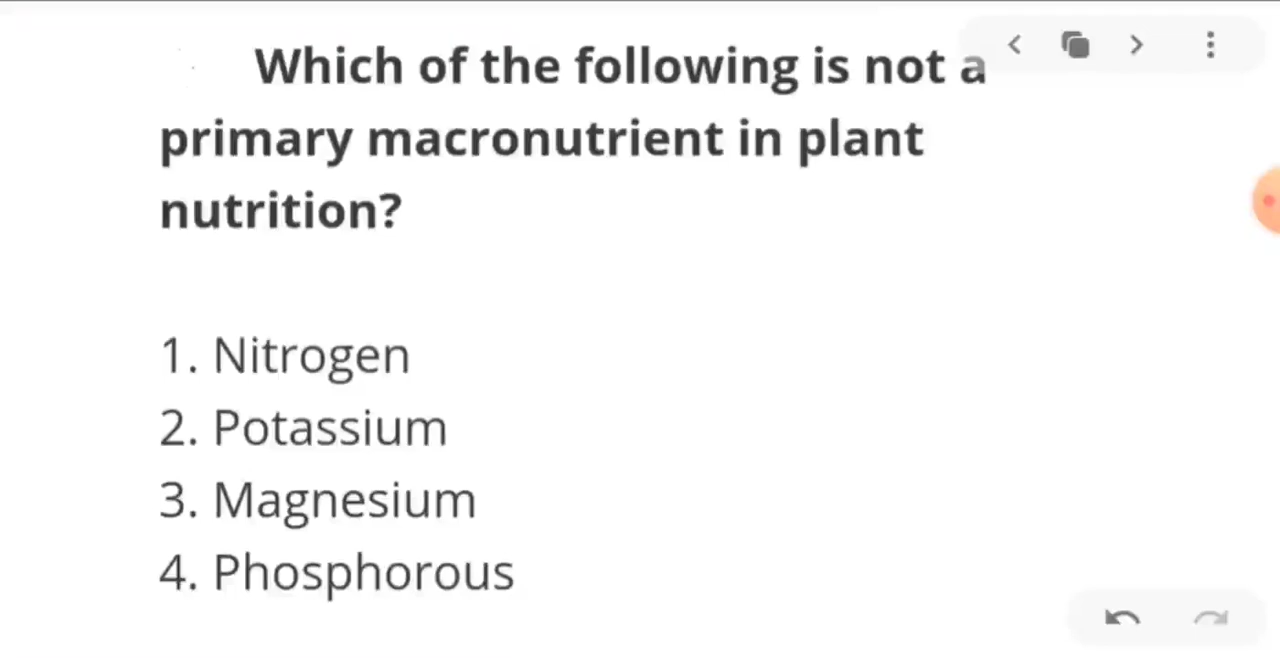 Which of the following is not a
primary macronutrient in plant
nutrition?
1. Nitrogen
2. Potassium
3. Magnesium
4. Phosphorous